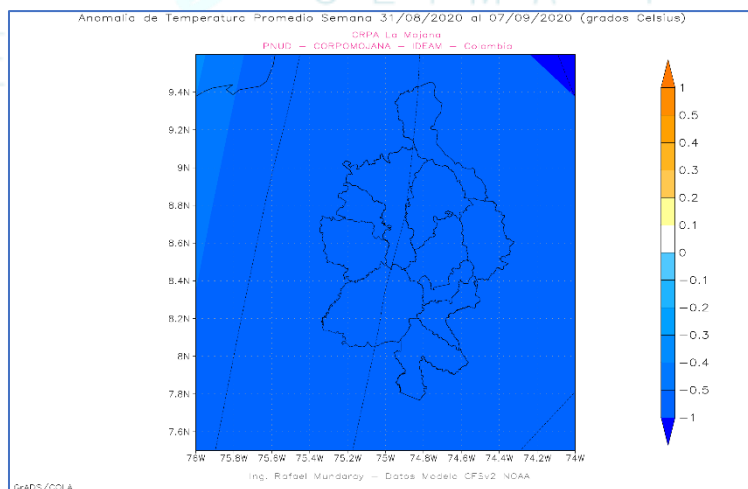 Anomalía de Temperatura Promedio Semana 31/08/2020 al 07/09/2020 (grados Celsius)
CRPA La Mojana
PNUD – CORPOMOJANA – IDEAM – Colombia
9.4N
9.2N
9N
8.8N
8.6N
8.4N
8.2N
8N
7.8N
7.6N
76W 75.8W 75.6W 75.4W 75.2W 75W 74.8W 74.6W 74.4W 74.2W 74W
1
0.5
0.4
0.3
0.2
0.1
0
−0.1
−0.2
−0.3
−0.4
−0.5
−1
Ing. Rafael Mundaray – Datos Modelo CFSv2 NOAA
GrADS/COLA